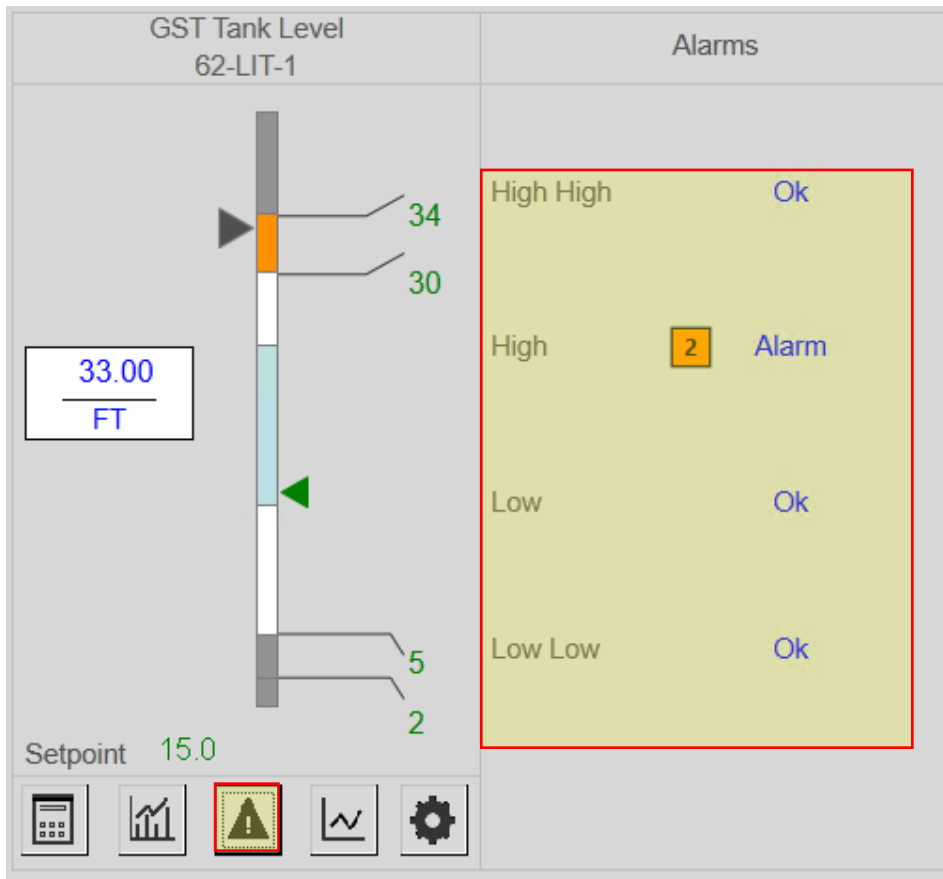 GST Tank Level
62-LIT-1
Alarms
34
30
33.00
FT
5
2
Setpoint 15.0
High High Ok
High 2 Alarm
Low Ok
Low Low Ok